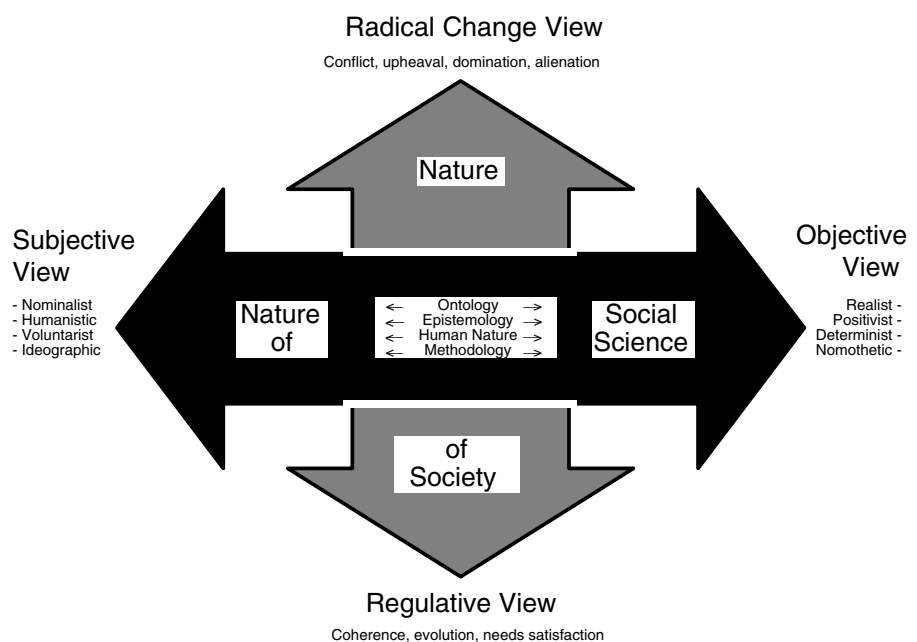 Radical Change View
Conflict, upheaval, domination, alienation
Nature
Subjective
View
- Nominalist
- Humanistic
- Voluntarist
- Ideographic
Nature
of
← Ontology →
← Epistemology →
← Human Nature →
← Methodology →
Social
Science
Objective
View
Realist -
Positivist -
Determinist -
Nomothetic -
of
Society
Regulative View
Coherence, evolution, needs satisfaction